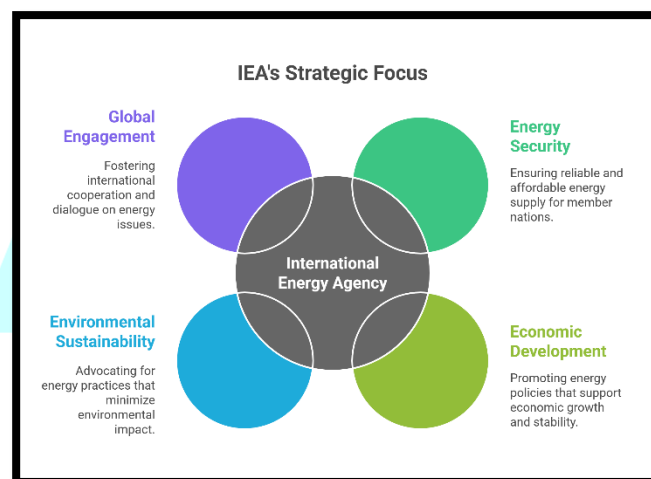 IEA's Strategic Focus
Global
Engagement
Fostering
international
cooperation and
dialogue on energy
issues.
Energy
Security
Ensuring reliable and
affordable energy
supply for member
nations.
International
Energy Agency
Environmental
Sustainability
Advocating for
energy practices that
minimize
environmental
impact.
Economic
Development
Promoting energy
policies that support
economic growth
and stability.